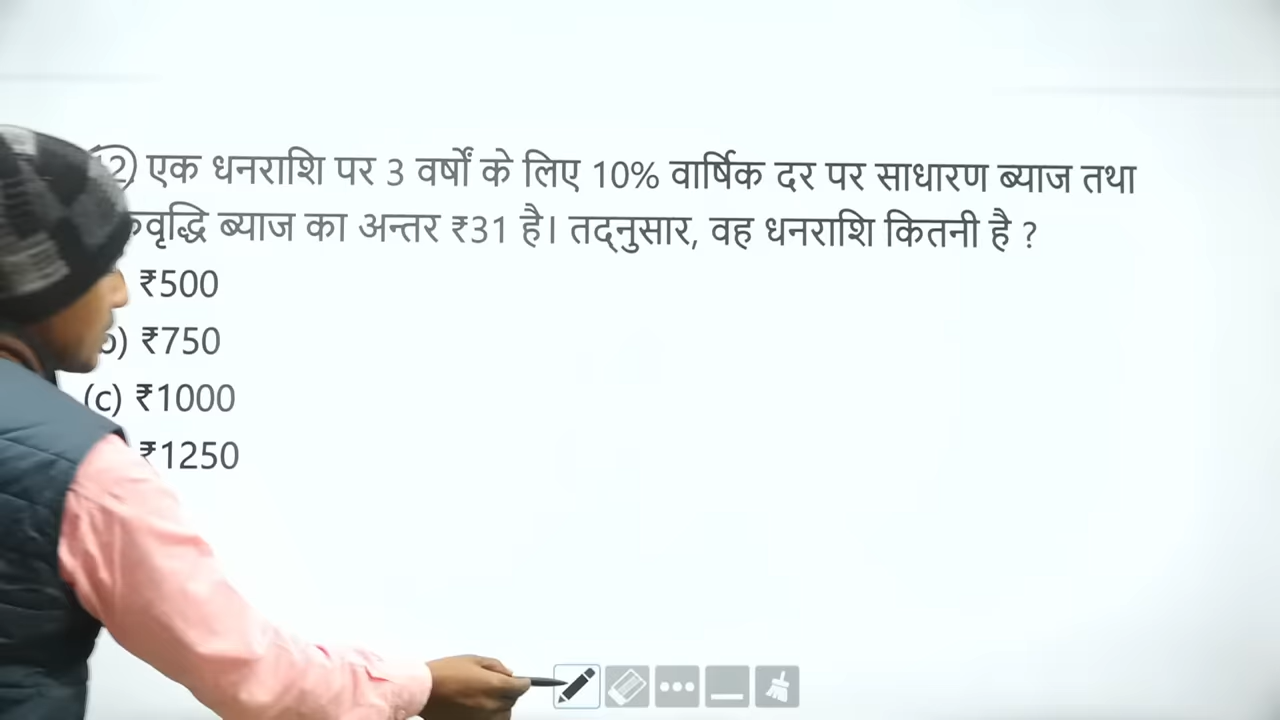 2) एक धनराशि पर 3 वर्षों के लिए 10% वार्षिक दर पर साधारण ब्याज तथा
ब्याज का अन्तर ₹31 है। तद्नुसार, वह धनराशि कितनी है ?
₹500
b) ₹750
(c) ₹1000
₹1250